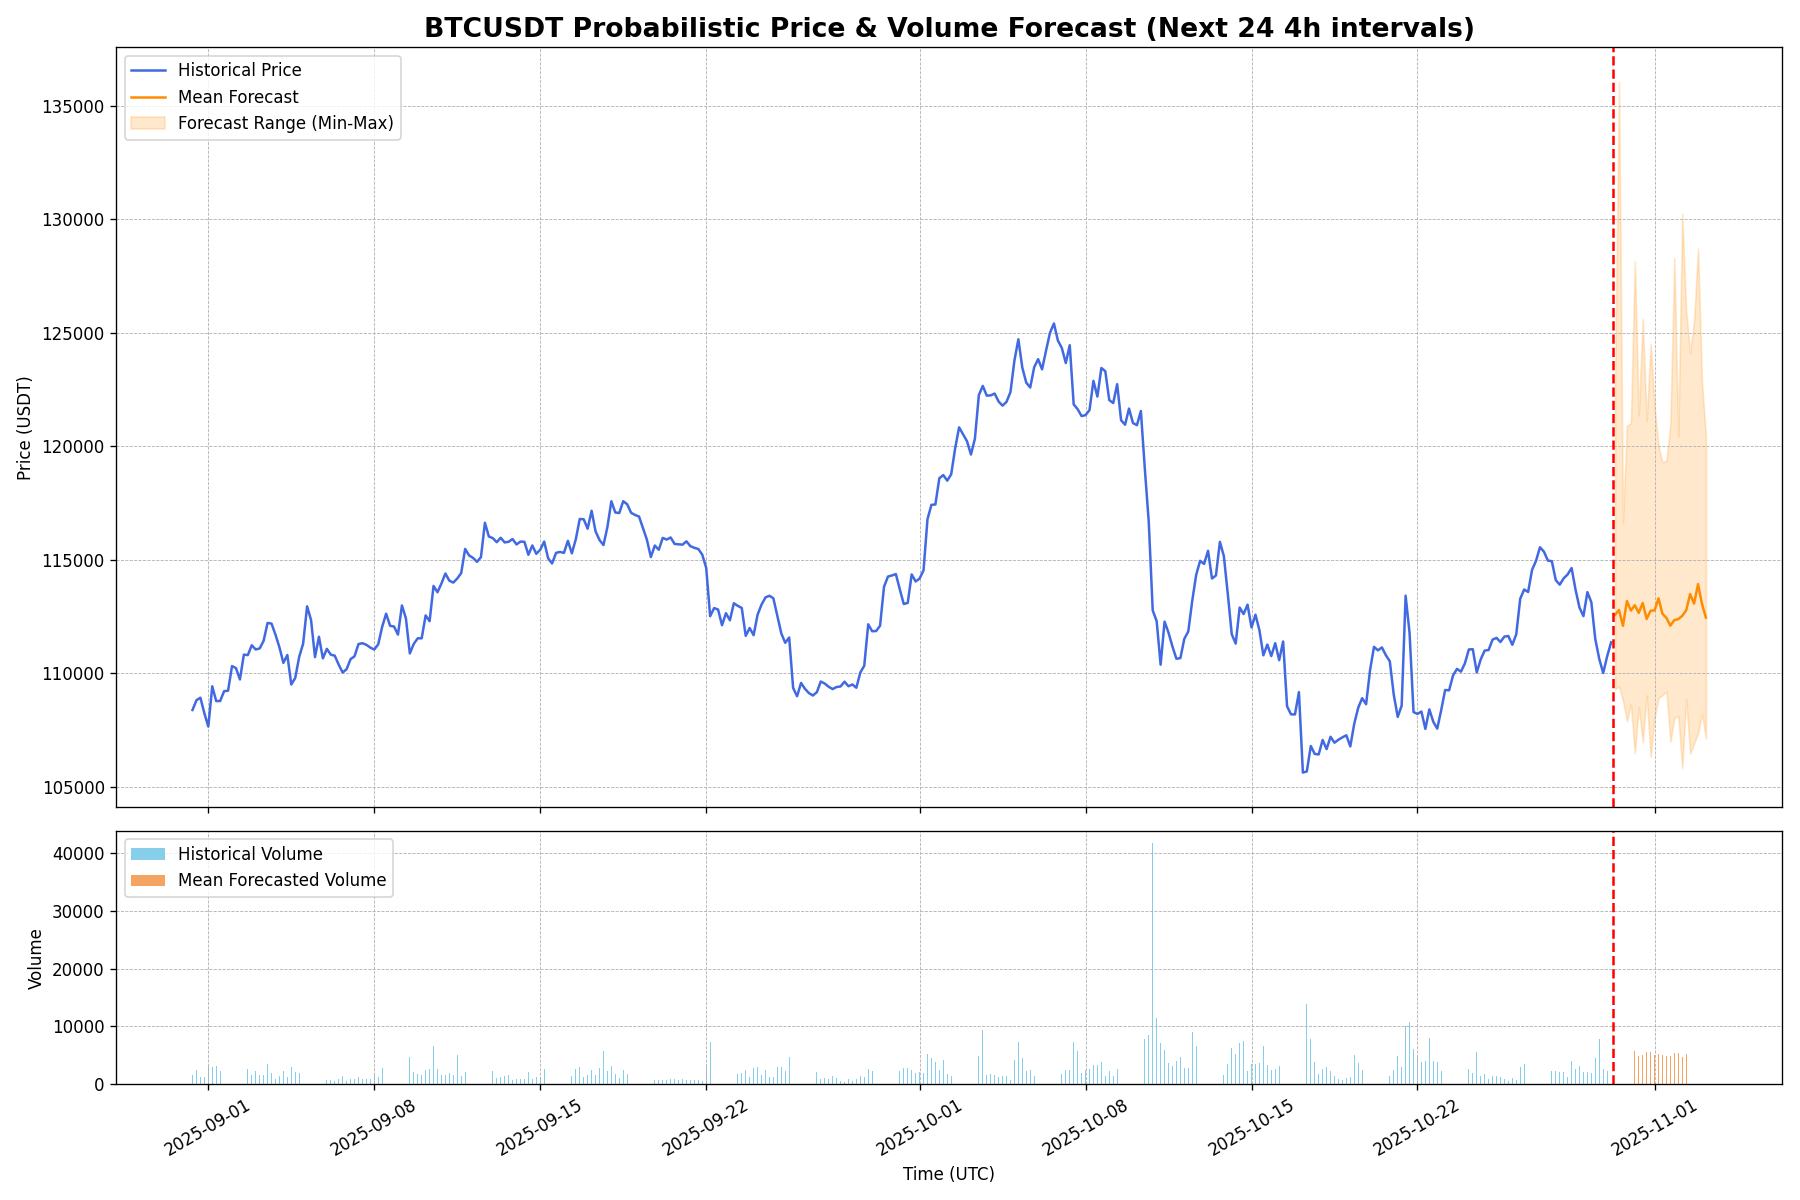 BTCUSDT Probabilistic Price & Volume Forecast (Next 24 4h intervals)
Historical Price
Mean Forecast
Forecast Range (Min-Max)
135000
130000
125000
120000
115000
110000
105000
Price (USDT)
Historical Volume
Mean Forecasted Volume
40000
30000
20000
10000
0
Volume
2025-09-01
2025-09-08
2025-09-15
2025-09-22
2025-10-01
2025-10-08
2025-10-15
2025-10-22
2025-11-01
Time (UTC)